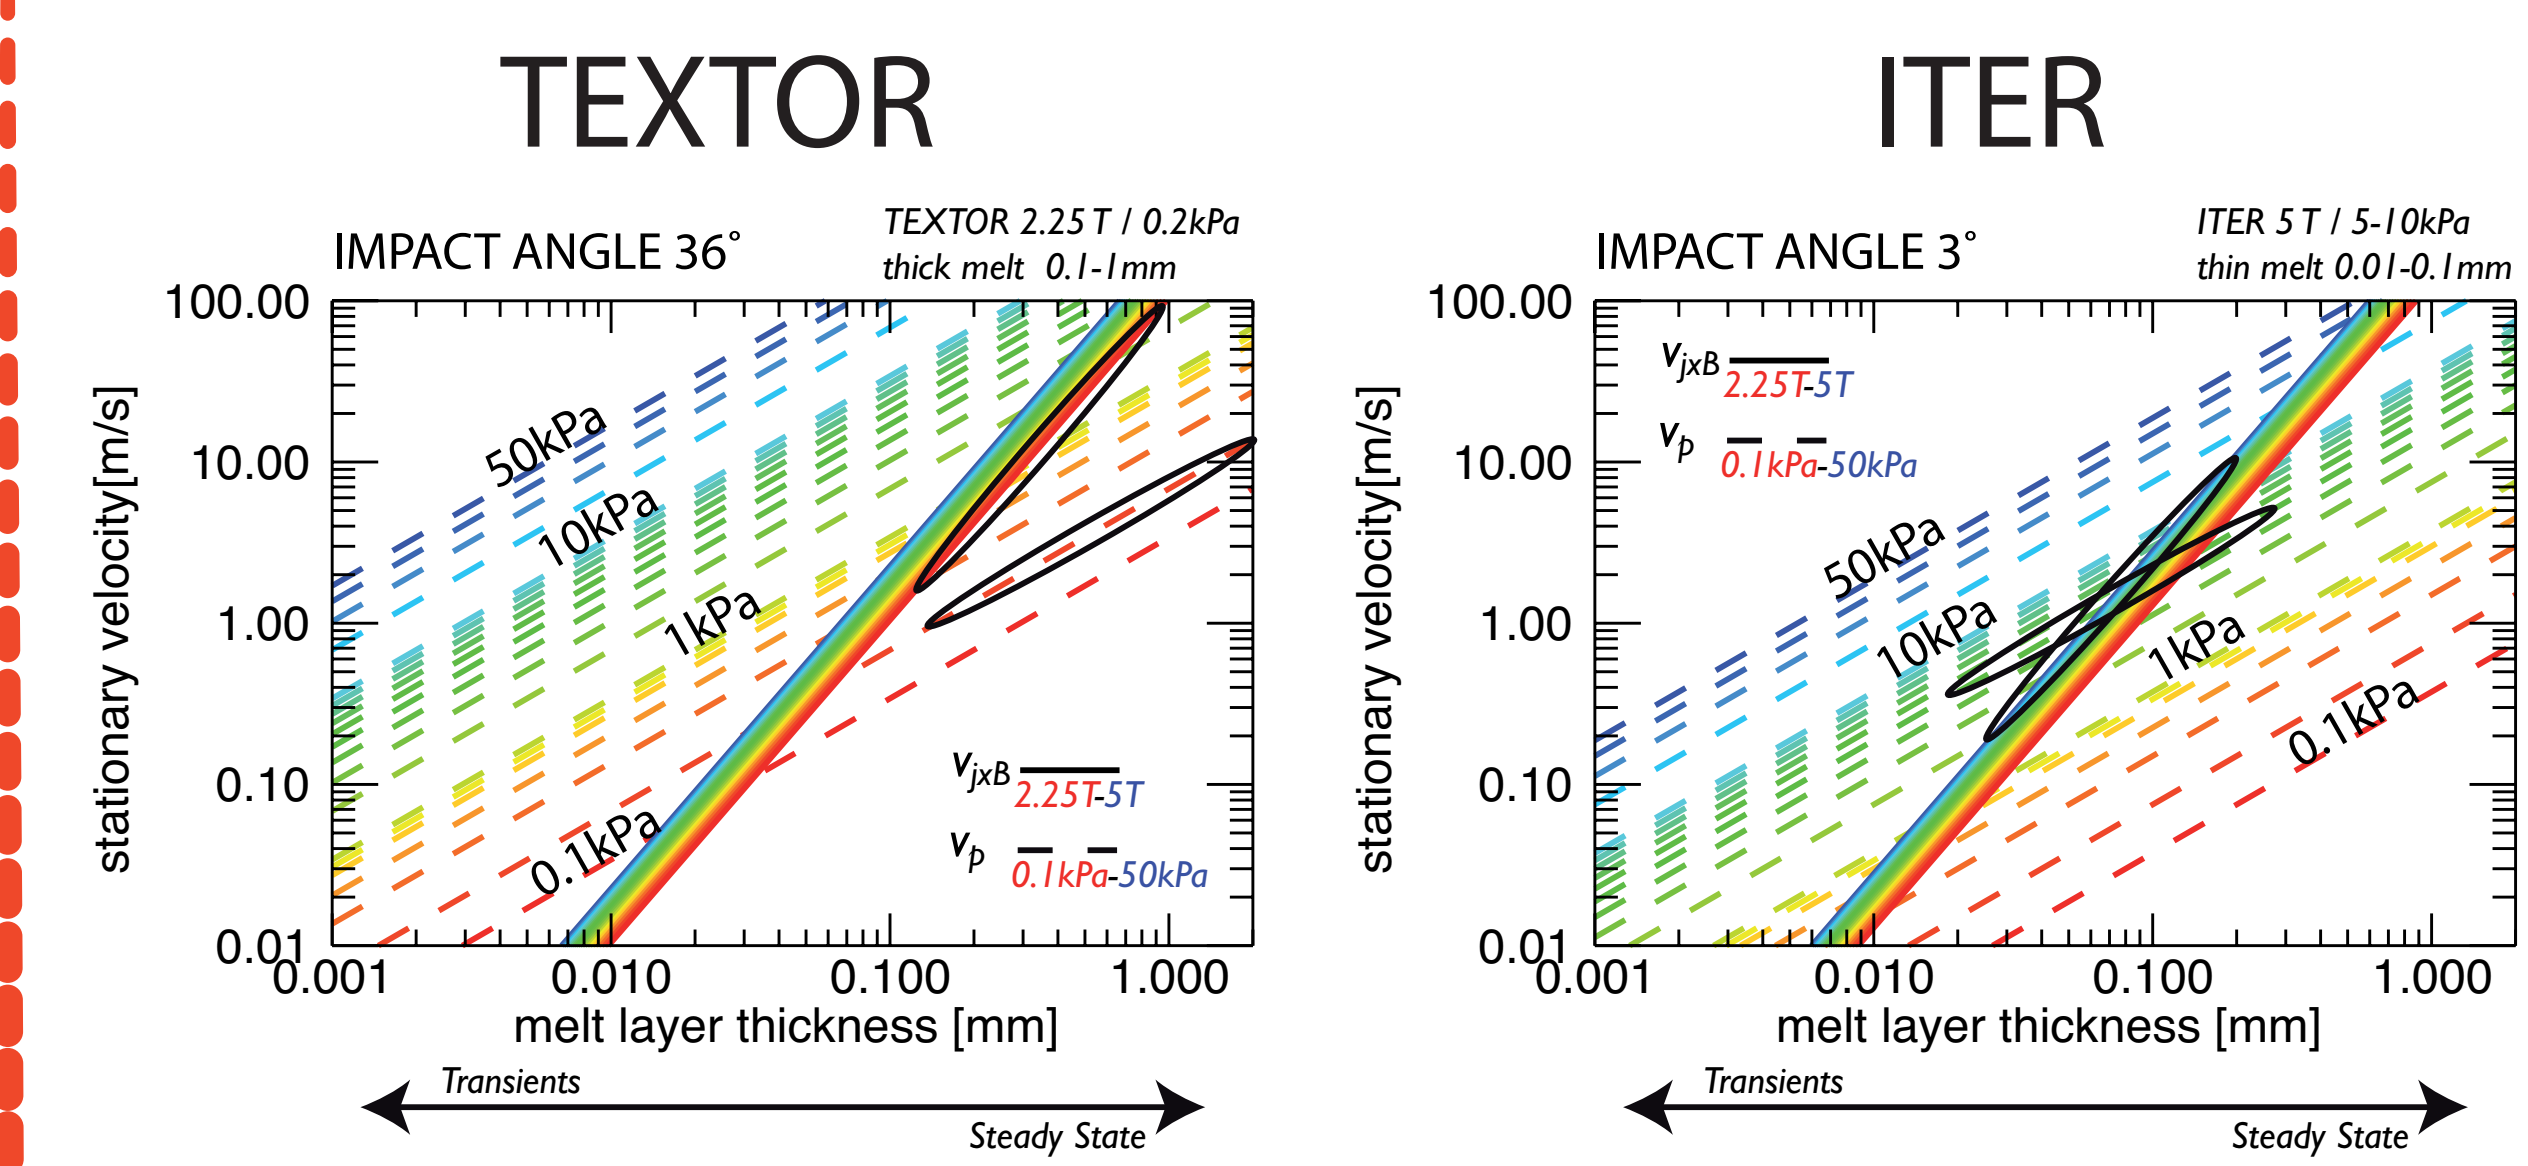 TEXTOR
IMPACT ANGLE 36°
TEXTOR 2.25 T / 0.2kPa
thick melt 0.1-1mm
100.00
10.00
1.00
0.10
0.01
stationary velocity[m/s]
50kPa
10kPa
1kPa
0.1kPa
vjxB
2.25T-5T
vp
0.1kPa-50kPa
0.001
0.010
0.100
1.000
melt layer thickness [mm]
Transients
Steady State
ITER
IMPACT ANGLE 3°
ITER 5 T / 5-10kPa
thin melt 0.01-0.1mm
100.00
10.00
1.00
0.10
0.01
stationary velocity[m/s]
vjxB
2.25T-5T
vp
0.1kPa-50kPa
50kPa
10kPa
1kPa
0.1kPa
0.001
0.010
0.100
1.000
melt layer thickness [mm]
Transients
Steady State